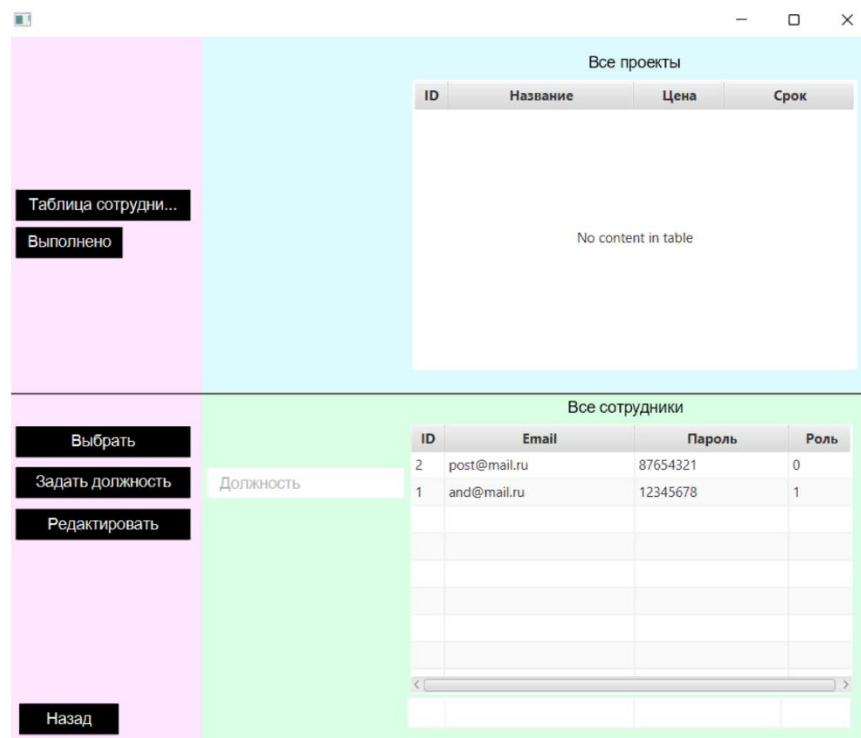 Все проекты
ID Название Цена Срок
Таблица сотрудни...
Выполнено
No content in table
Все сотрудники
Выбрать
ID Email Пароль Роль
2 post@mail.ru 87654321 0
Задать должность
Должность
1 and@mail.ru 12345678 1
Редактировать
Назад